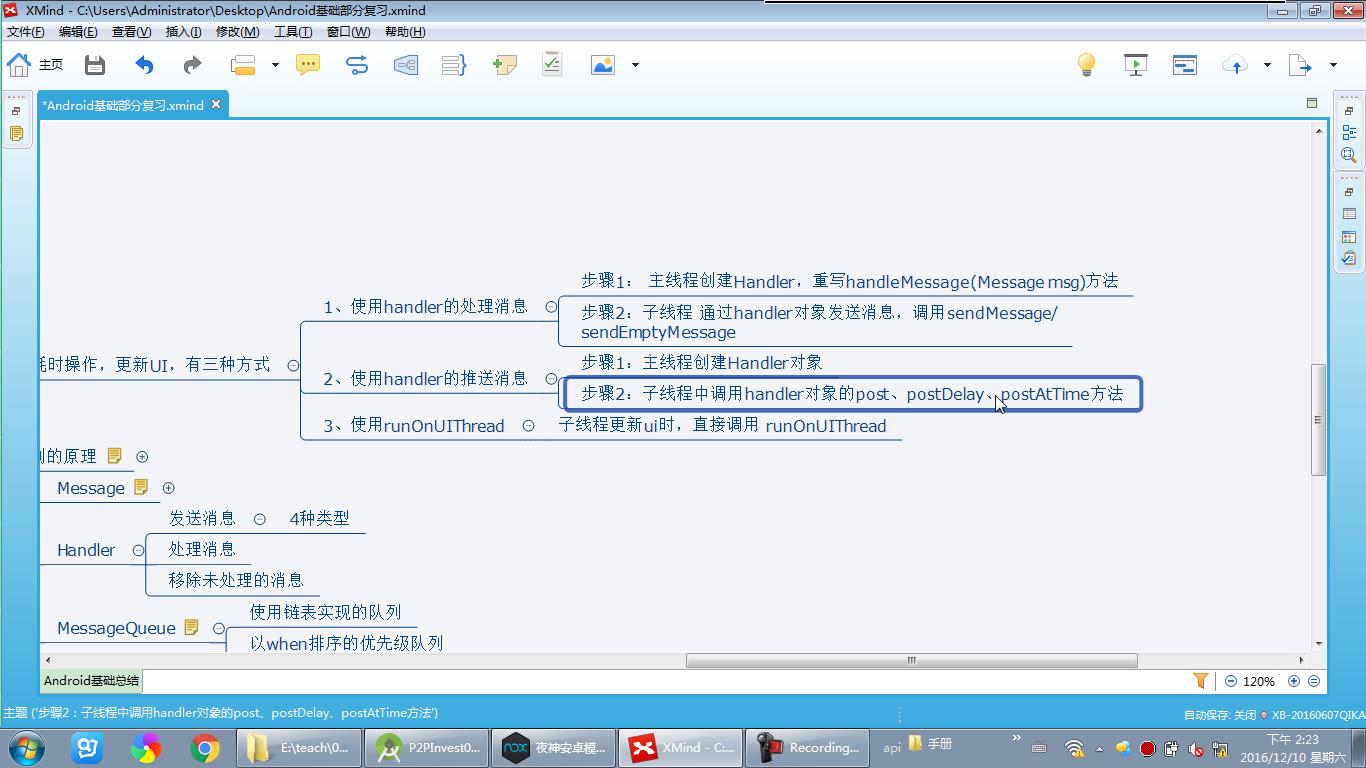 XMind - C:\Users\Administrator\Desktop\Android基础部分复习.xmind
文件(F) 编辑(E) 查看(V) 插入(I) 修改(M) 工具(T) 窗口(W) 帮助(H)
主页
*Android基础部分复习.xmind
步骤1： 主线程创建Handler，重写handleMessage(Message msg)方法
1、使用handler的处理消息
步骤2：子线程 通过handler对象发送消息，调用sendMessage/
sendEmptyMessage
耗时操作，更新UI，有三种方式
步骤1：主线程创建Handler对象
2、使用handler的推送消息
步骤2：子线程中调用handler对象的post、postDelay、postAtTime方法
3、使用runOnUIThread
子线程更新ui时，直接调用 runOnUIThread
的原理
Message
发送消息
4种类型
Handler
处理消息
移除未处理的消息
使用链表实现的队列
MessageQueue
以when排序的优先级队列
Android基础总结
120%
主题 ('步骤2：子线程中调用handler对象的post、postDelay、postAtTime方法')
自动保存: 关闭
XB-20160607QIKA
E:\teach\0...
P2PInvest0...
夜神安卓模...
XMind - C:...
Recording...
api
手册
下午 2:23
2016/12/10 星期六